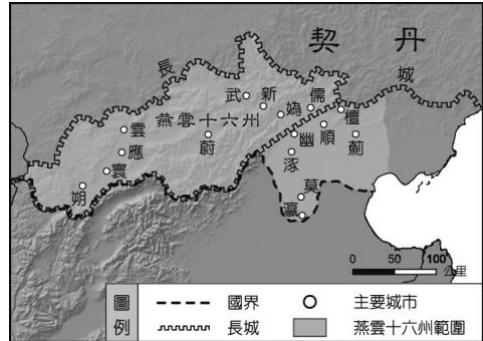 契丹
長城
武
新
媯
儒
檀
雲
燕雲十六州
蔚
幽
順
薊
應
涿
寰
朔
莫
瀛
0 50 100
公里
圖例
國界
主要城市
長城
燕雲十六州範圍